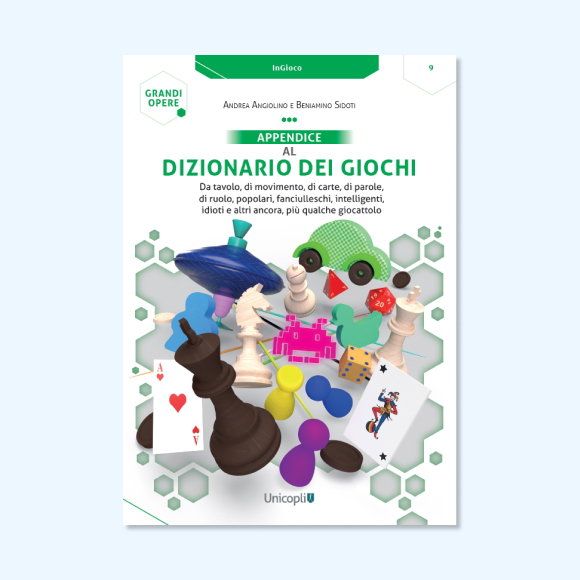 InGioco
9
GRANDI
OPERE
Andrea Angiolino e Beniamino Sidoti
APPENDICE
AL
DIZIONARIO DEI GIOCHI
Da tavolo, di movimento, di carte, di parole,
di ruolo, popolari, fanciulleschi, intelligenti,
idioti e altri ancora, più qualche giocattolo
20
A
A
Unicopli